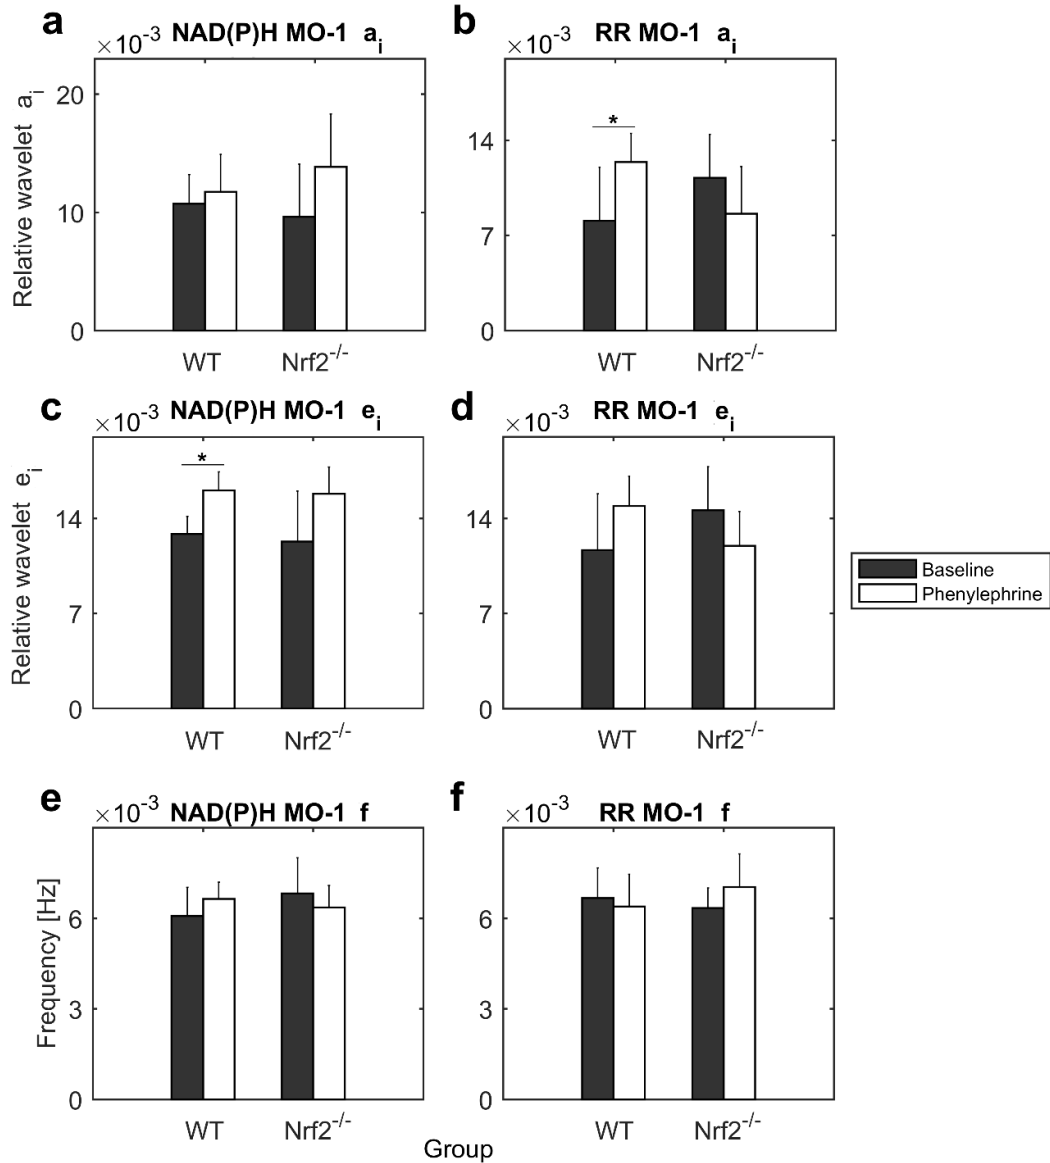 a
×10⁻³ NAD(P)H MO-1 aᵢ
Relative wavelet aᵢ
20
10
0
WT Nrf2⁻/⁻
b
×10⁻³ RR MO-1 aᵢ
*
14
7
0
WT Nrf2⁻/⁻
c
×10⁻³ NAD(P)H MO-1 eᵢ
Relative wavelet eᵢ
*
14
7
0
WT Nrf2⁻/⁻
d
×10⁻³ RR MO-1 eᵢ
14
7
0
WT Nrf2⁻/⁻
Baseline
Phenylephrine
e
×10⁻³ NAD(P)H MO-1 f
Frequency [Hz]
6
3
0
WT Nrf2⁻/⁻
f
×10⁻³ RR MO-1 f
6
3
0
WT Nrf2⁻/⁻
Group